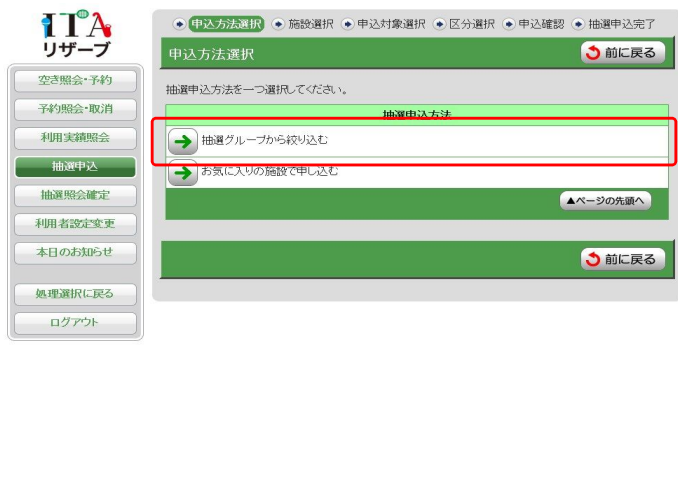 ITA
リザーブ
空き照会・予約
予約照会・取消
利用実績照会
抽選申込
抽選照会確定
利用者設定変更
本日のお知らせ
処理選択に戻る
ログアウト
申込方法選択 施設選択 申込対象選択 区分選択 申込確認 抽選申込完了
申込方法選択
前に戻る
抽選申込方法を一つ選択してください。
抽選申込方法
抽選グループから絞り込む
お気に入りの施設で申し込む
▲ページの先頭へ
前に戻る